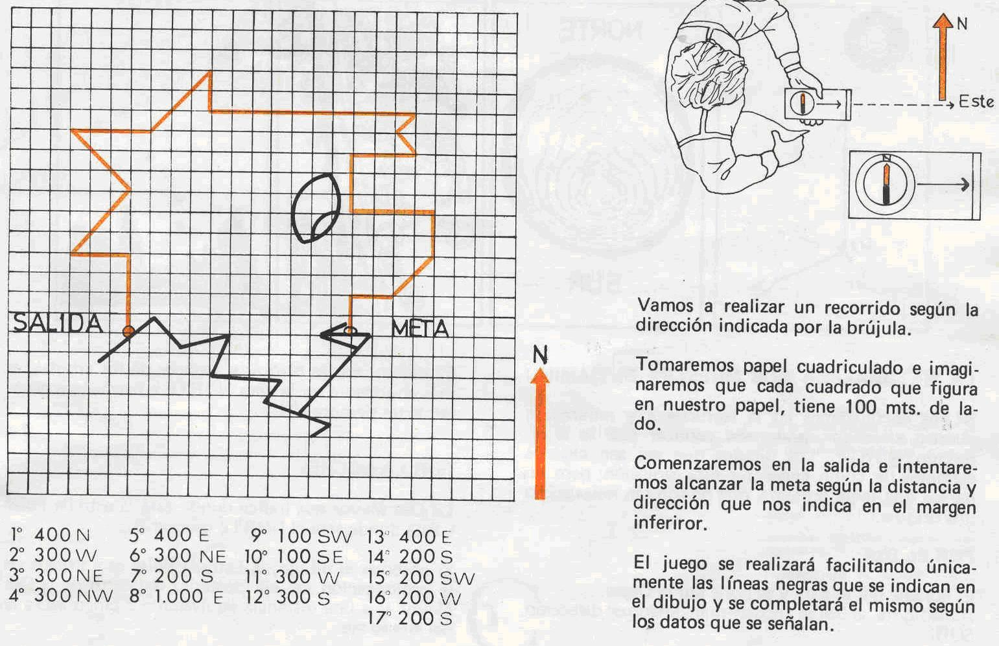 SALIDA
META
N
1° 400 N
2° 300 W
3° 300 NE
4° 300 NW
5° 400 E
6° 300 NE
7° 200 S
8° 1.000 E
9° 100 SW
10° 100 SE
11° 300 W
12° 300 S
13° 400 E
14° 200 S
15° 200 SW
16° 200 W
17° 200 S
N
Este
N
Vamos a realizar un recorrido según la
dirección indicada por la brújula.
Tomaremos papel cuadriculado e imagi-
naremos que cada cuadrado que figura
en nuestro papel, tiene 100 mts. de la-
do.
Comenzaremos en la salida e intentare-
mos alcanzar la meta según la distancia y
dirección que nos indica en el margen
inferiror.
El juego se realizará facilitando única-
mente las líneas negras que se indican en
el dibujo y se completará el mismo según
los datos que se señalan.